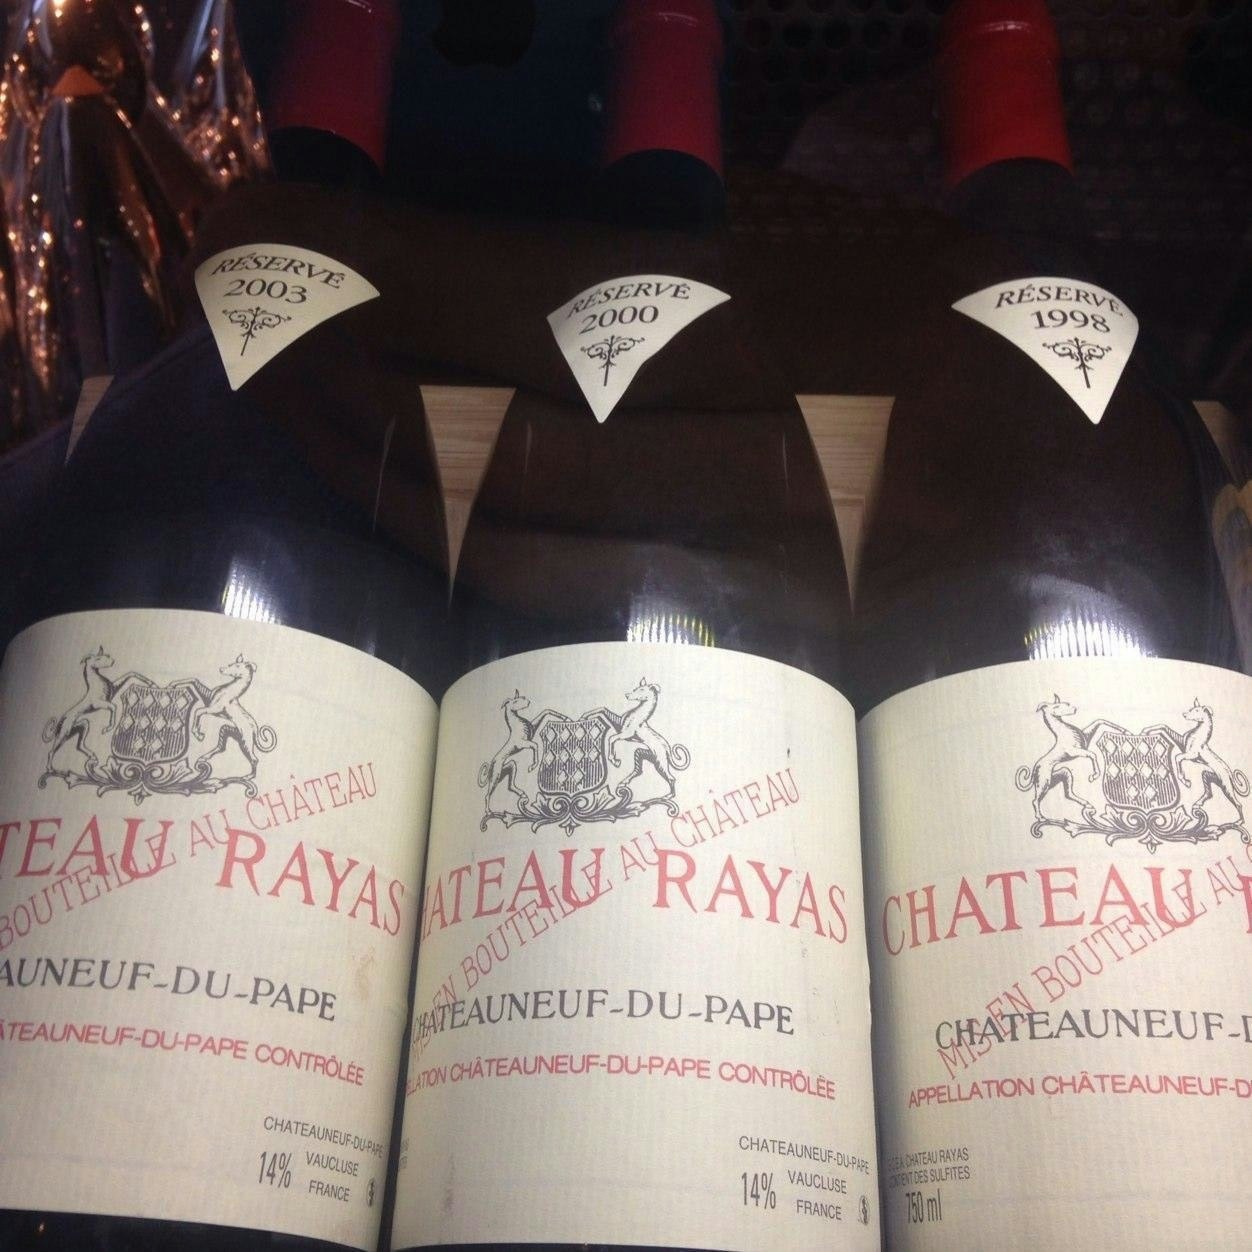 RÉSERVÉ
2003
TEAU RAYAS
BOUTEILLE AU CHÂTEAU
AUNEUF-DU-PAPE
ÂTEAUNEUF-DU-PAPE CONTRÔLÉE
CHATEAUNEUF-DU-PAPE
14% VAUCLUSE
FRANCE
RÉSERVÉ
2000
HATEAU RAYAS
MIS EN BOUTEILLE AU CHÂTEAU
CHATEAUNEUF-DU-PAPE
ELLATION CHÂTEAUNEUF-DU-PAPE CONTRÔLÉE
CHATEAUNEUF-DU-PAPE
14% VAUCLUSE
FRANCE
RÉSERVÉ
1998
CHATEAU
MIS EN BOUTEILLE AU
CHATEAUNEUF-D
APPELLATION CHÂTEAUNEUF-D
CHATEAU RAYAS
CONTIENT DES SULFITES
750 ml